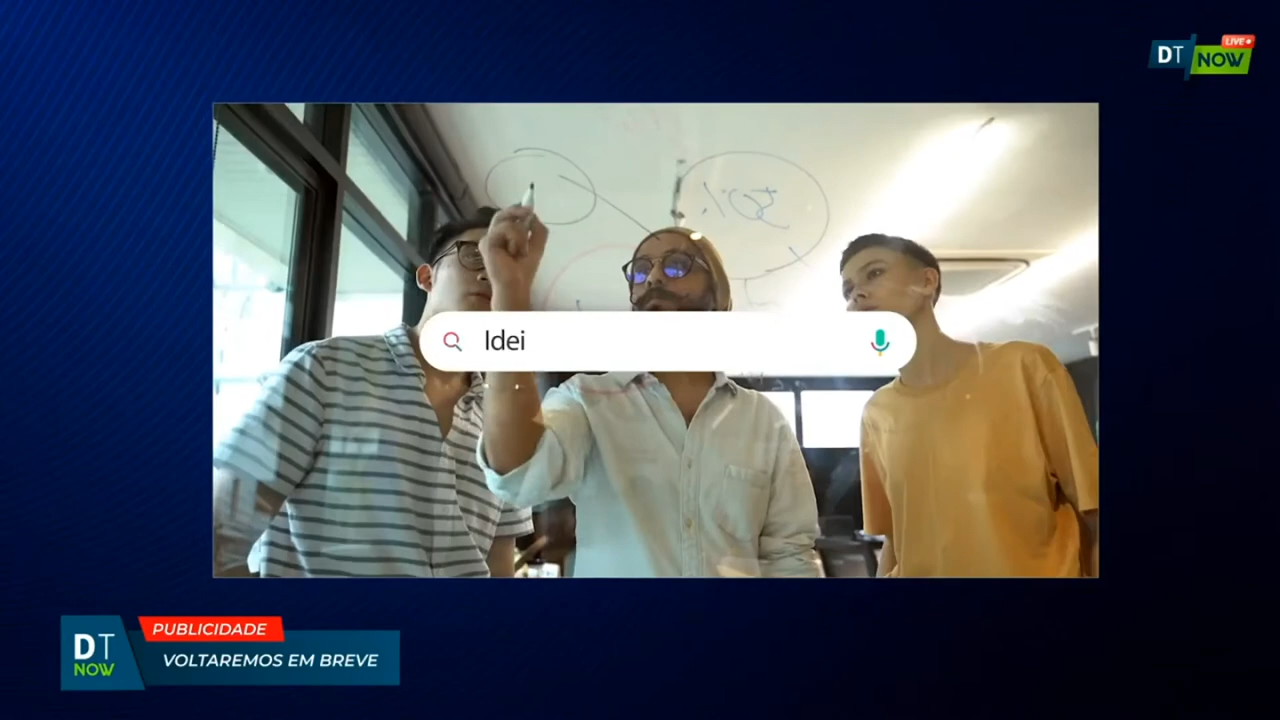 DT
NOW
LIVE
Idei
PUBLICIDADE
DT
NOW
VOLTAREMOS EM BREVE